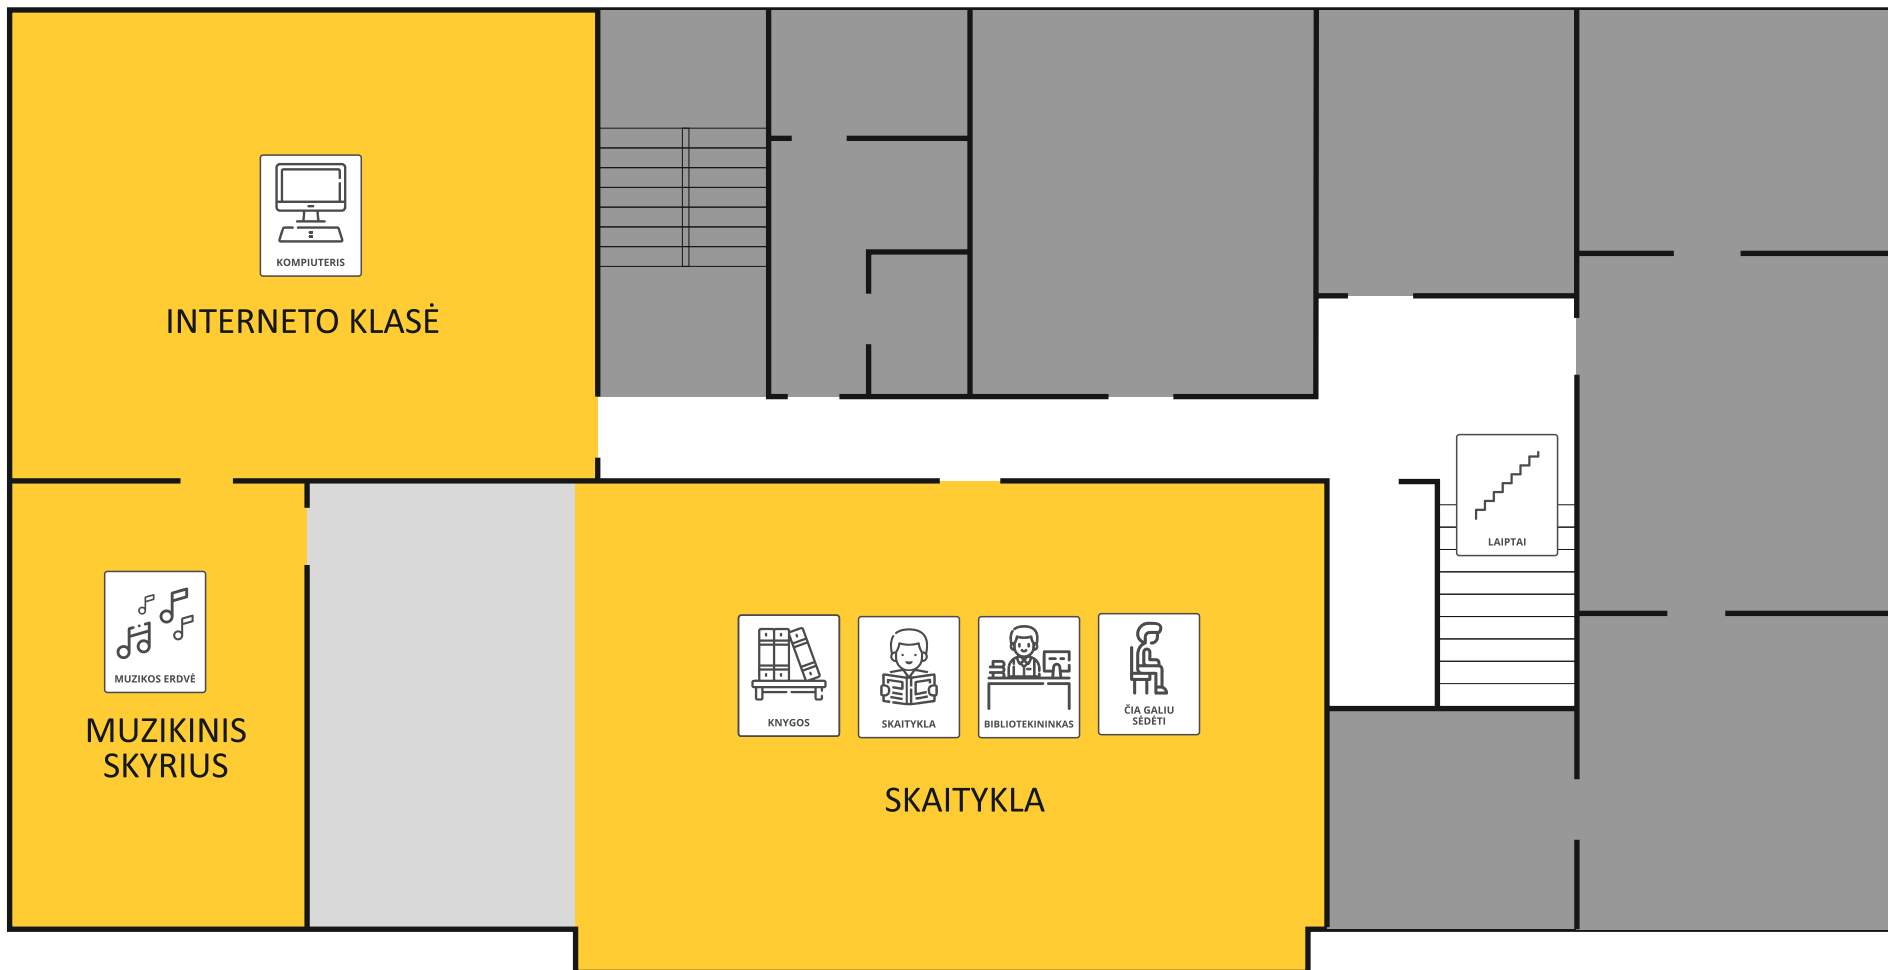 KOMPIUTERIS
INTERNETO KLASĖ
LAIPTAI
MUZIKOS ERDVĖ
MUZIKINIS
SKYRIUS
KNYGOS
SKAITYKLA
BIBLIOTEKININKAS
ČIA GALIU
SĖDĖTI
SKAITYKLA